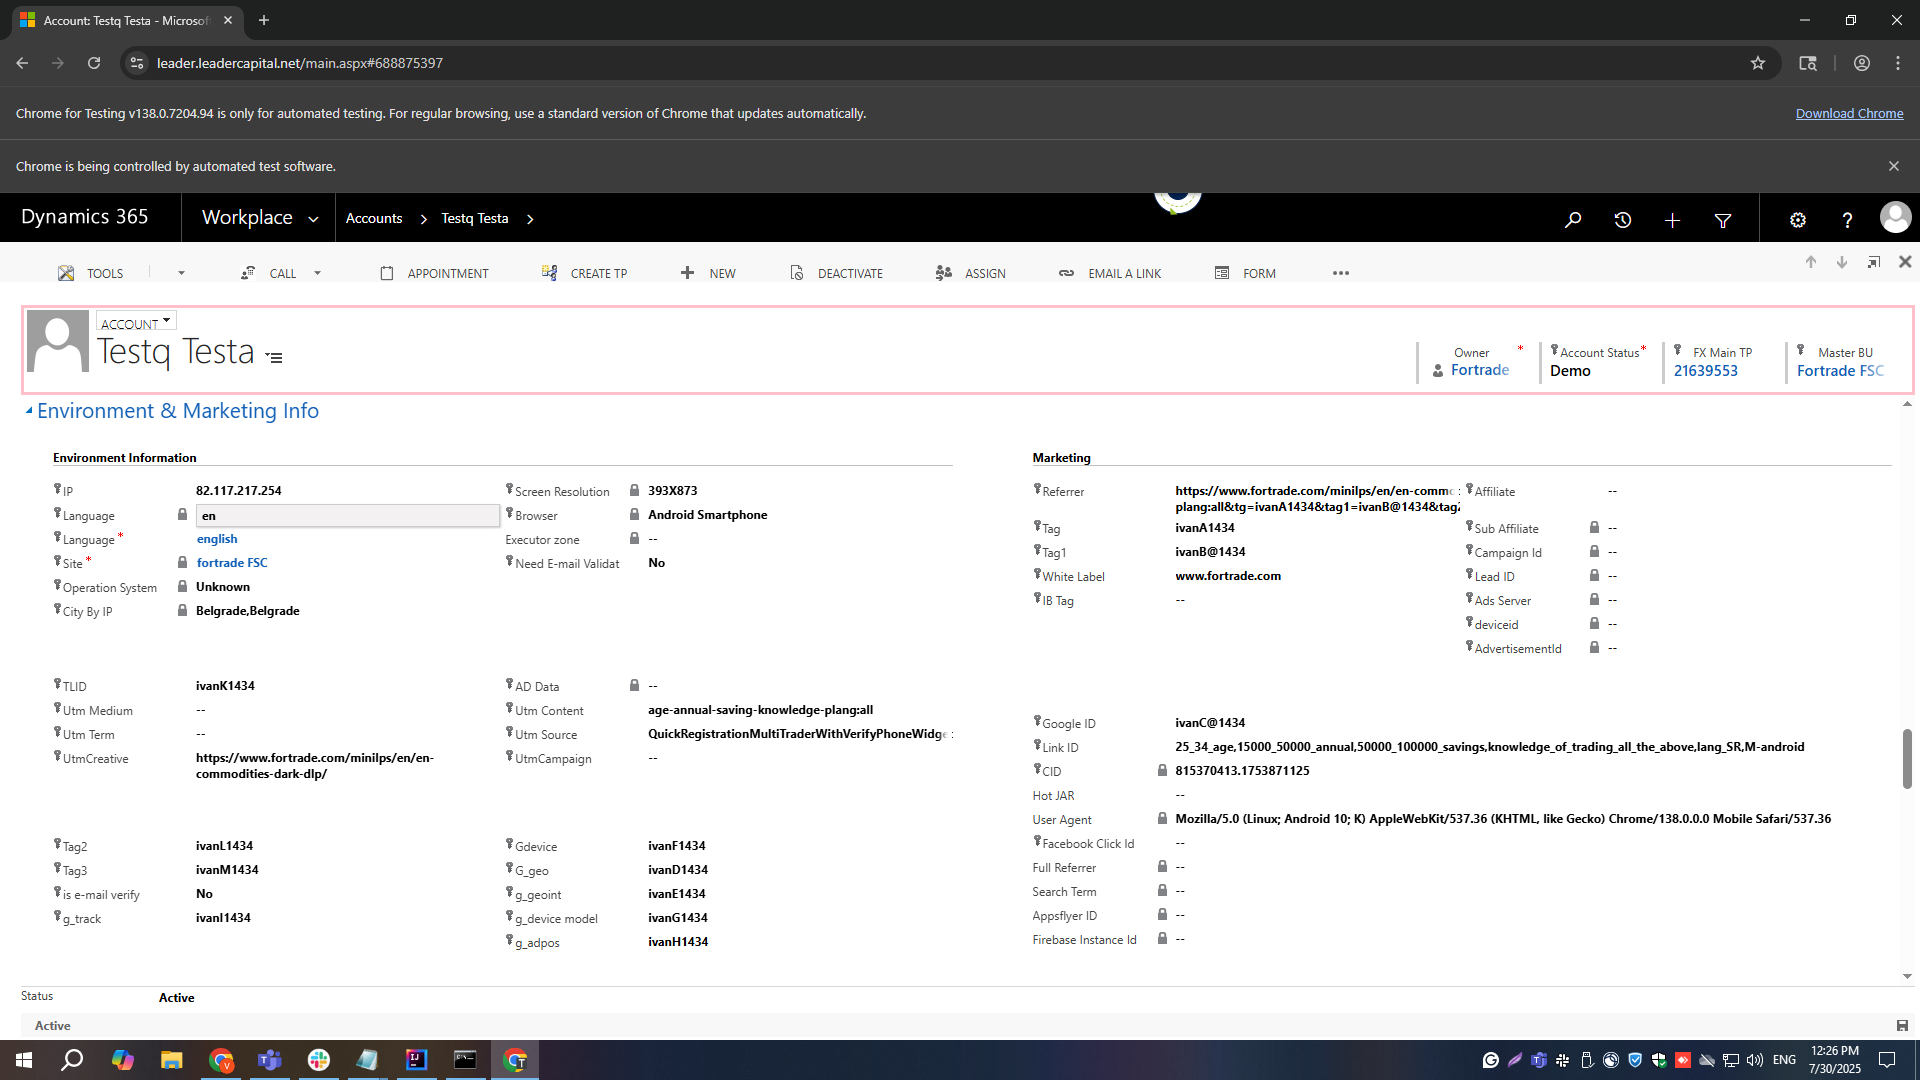 Account: Testq Testa - Microsof
leader.leadercapital.net/main.aspx#688875397
Chrome for Testing v138.0.7204.94 is only for automated testing. For regular browsing, use a standard version of Chrome that updates automatically.
Download Chrome
Chrome is being controlled by automated test software.
Dynamics 365
Workplace
Accounts
Testq Testa
TOOLS
CALL
APPOINTMENT
CREATE TP
NEW
DEACTIVATE
ASSIGN
EMAIL A LINK
FORM
ACCOUNT
Testq Testa
Owner *
Fortrade
Account Status *
Demo
FX Main TP
21639553
Master BU
Fortrade FSC
Environment & Marketing Info
Environment Information
IP 82.117.217.254
Language en
Language * english
Site * fortrade FSC
Operation System Unknown
City By IP Belgrade,Belgrade
Screen Resolution 393X873
Browser Android Smartphone
Executor zone --
Need E-mail Validat No
TLID ivanK1434
Utm Medium --
Utm Term --
UtmCreative https://www.fortrade.com/minilps/en/en-
commodities-dark-dlp/
AD Data --
Utm Content age-annual-saving-knowledge-plang:all
Utm Source QuickRegistrationMultiTraderWithVerifyPhoneWidge
UtmCampaign --
Tag2 ivanL1434
Tag3 ivanM1434
is e-mail verify No
g_track ivanI1434
Gdevice ivanF1434
G_geo ivanD1434
g_geoint ivanE1434
g_device model ivanG1434
g_adpos ivanH1434
Marketing
Referrer https://www.fortrade.com/minilps/en/en-commo
plang:all&tg=ivanA1434&tag1=ivanB@1434&tag2
Tag ivanA1434
Tag1 ivanB@1434
White Label www.fortrade.com
IB Tag --
Affiliate --
Sub Affiliate --
Campaign Id --
Lead ID --
Ads Server --
deviceid --
AdvertisementId --
Google ID ivanC@1434
Link ID 25_34_age,15000_50000_annual,50000_100000_savings,knowledge_of_trading_all_the_above,lang_SR,M-android
CID 815370413.1753871125
Hot JAR --
User Agent Mozilla/5.0 (Linux; Android 10; K) AppleWebKit/537.36 (KHTML, like Gecko) Chrome/138.0.0.0 Mobile Safari/537.36
Facebook Click Id --
Full Referrer --
Search Term --
Appsflyer ID --
Firebase Instance Id --
Status Active
Active
ENG
12:26 PM
7/30/2025